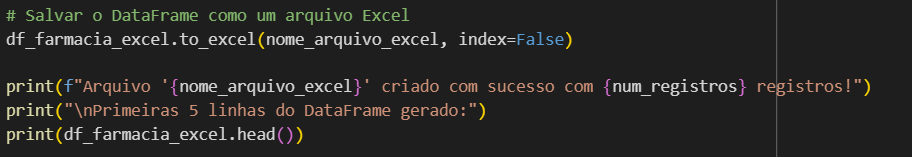 # Salvar o DataFrame como um arquivo Excel
df_farmacia_excel.to_excel(nome_arquivo_excel, index=False)
print(f"Arquivo '{nome_arquivo_excel}' criado com sucesso com {num_registros} registros!")
print("\nPrimeiras 5 linhas do DataFrame gerado:")
print(df_farmacia_excel.head())